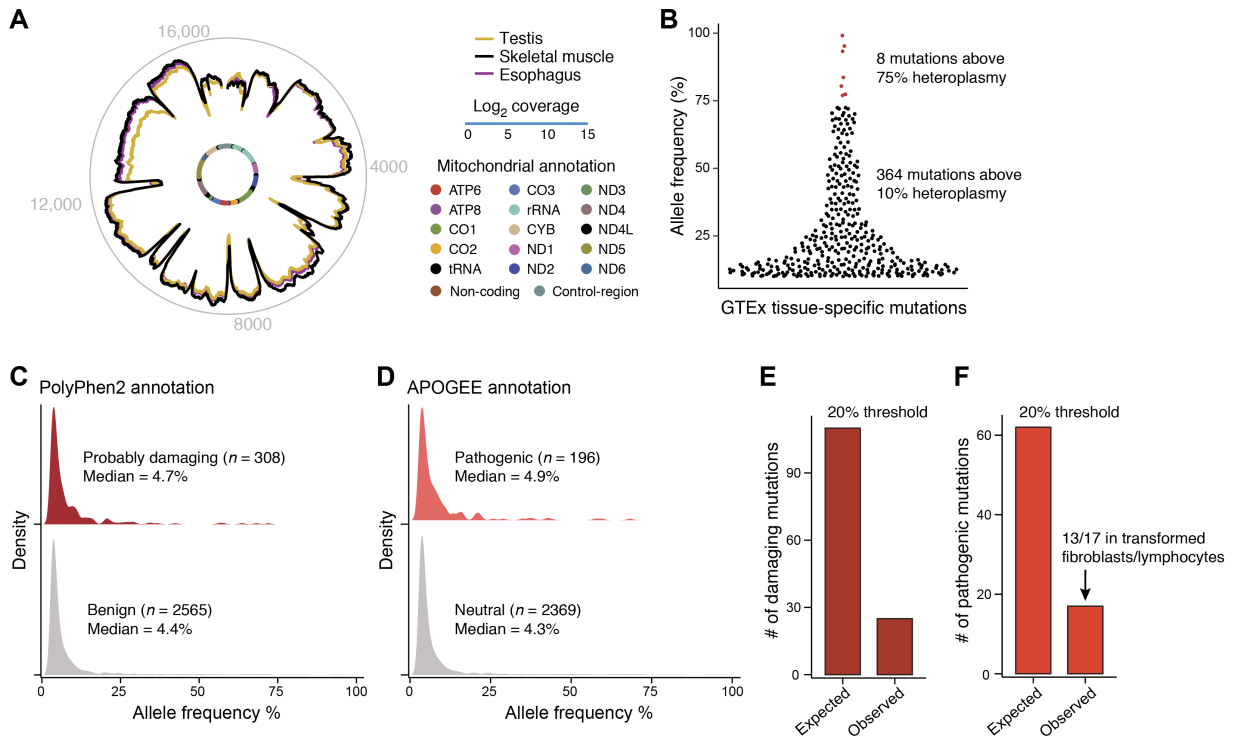 A
16,000
4000
12,000
8000
Testis
Skeletal muscle
Esophagus
Log2 coverage
0 5 10 15
Mitochondrial annotation
ATP6 CO3 ND3
ATP8 rRNA ND4
CO1 CYB ND4L
CO2 ND1 ND5
tRNA ND2 ND6
Non-coding Control-region
B
Allele frequency (%)
100
75
50
25
8 mutations above
75% heteroplasmy
364 mutations above
10% heteroplasmy
GTEx tissue-specific mutations
C
PolyPhen2 annotation
Density
Probably damaging (n = 308)
Median = 4.7%
Benign (n = 2565)
Median = 4.4%
0 25 50 75 100
Allele frequency %
D
APOGEE annotation
Density
Pathogenic (n = 196)
Median = 4.9%
Neutral (n = 2369)
Median = 4.3%
0 25 50 75 100
Allele frequency %
E
20% threshold
# of damaging mutations
90
60
30
0
Expected
Observed
F
20% threshold
# of pathogenic mutations
60
40
20
0
13/17 in transformed
fibroblasts/lymphocytes
Expected
Observed